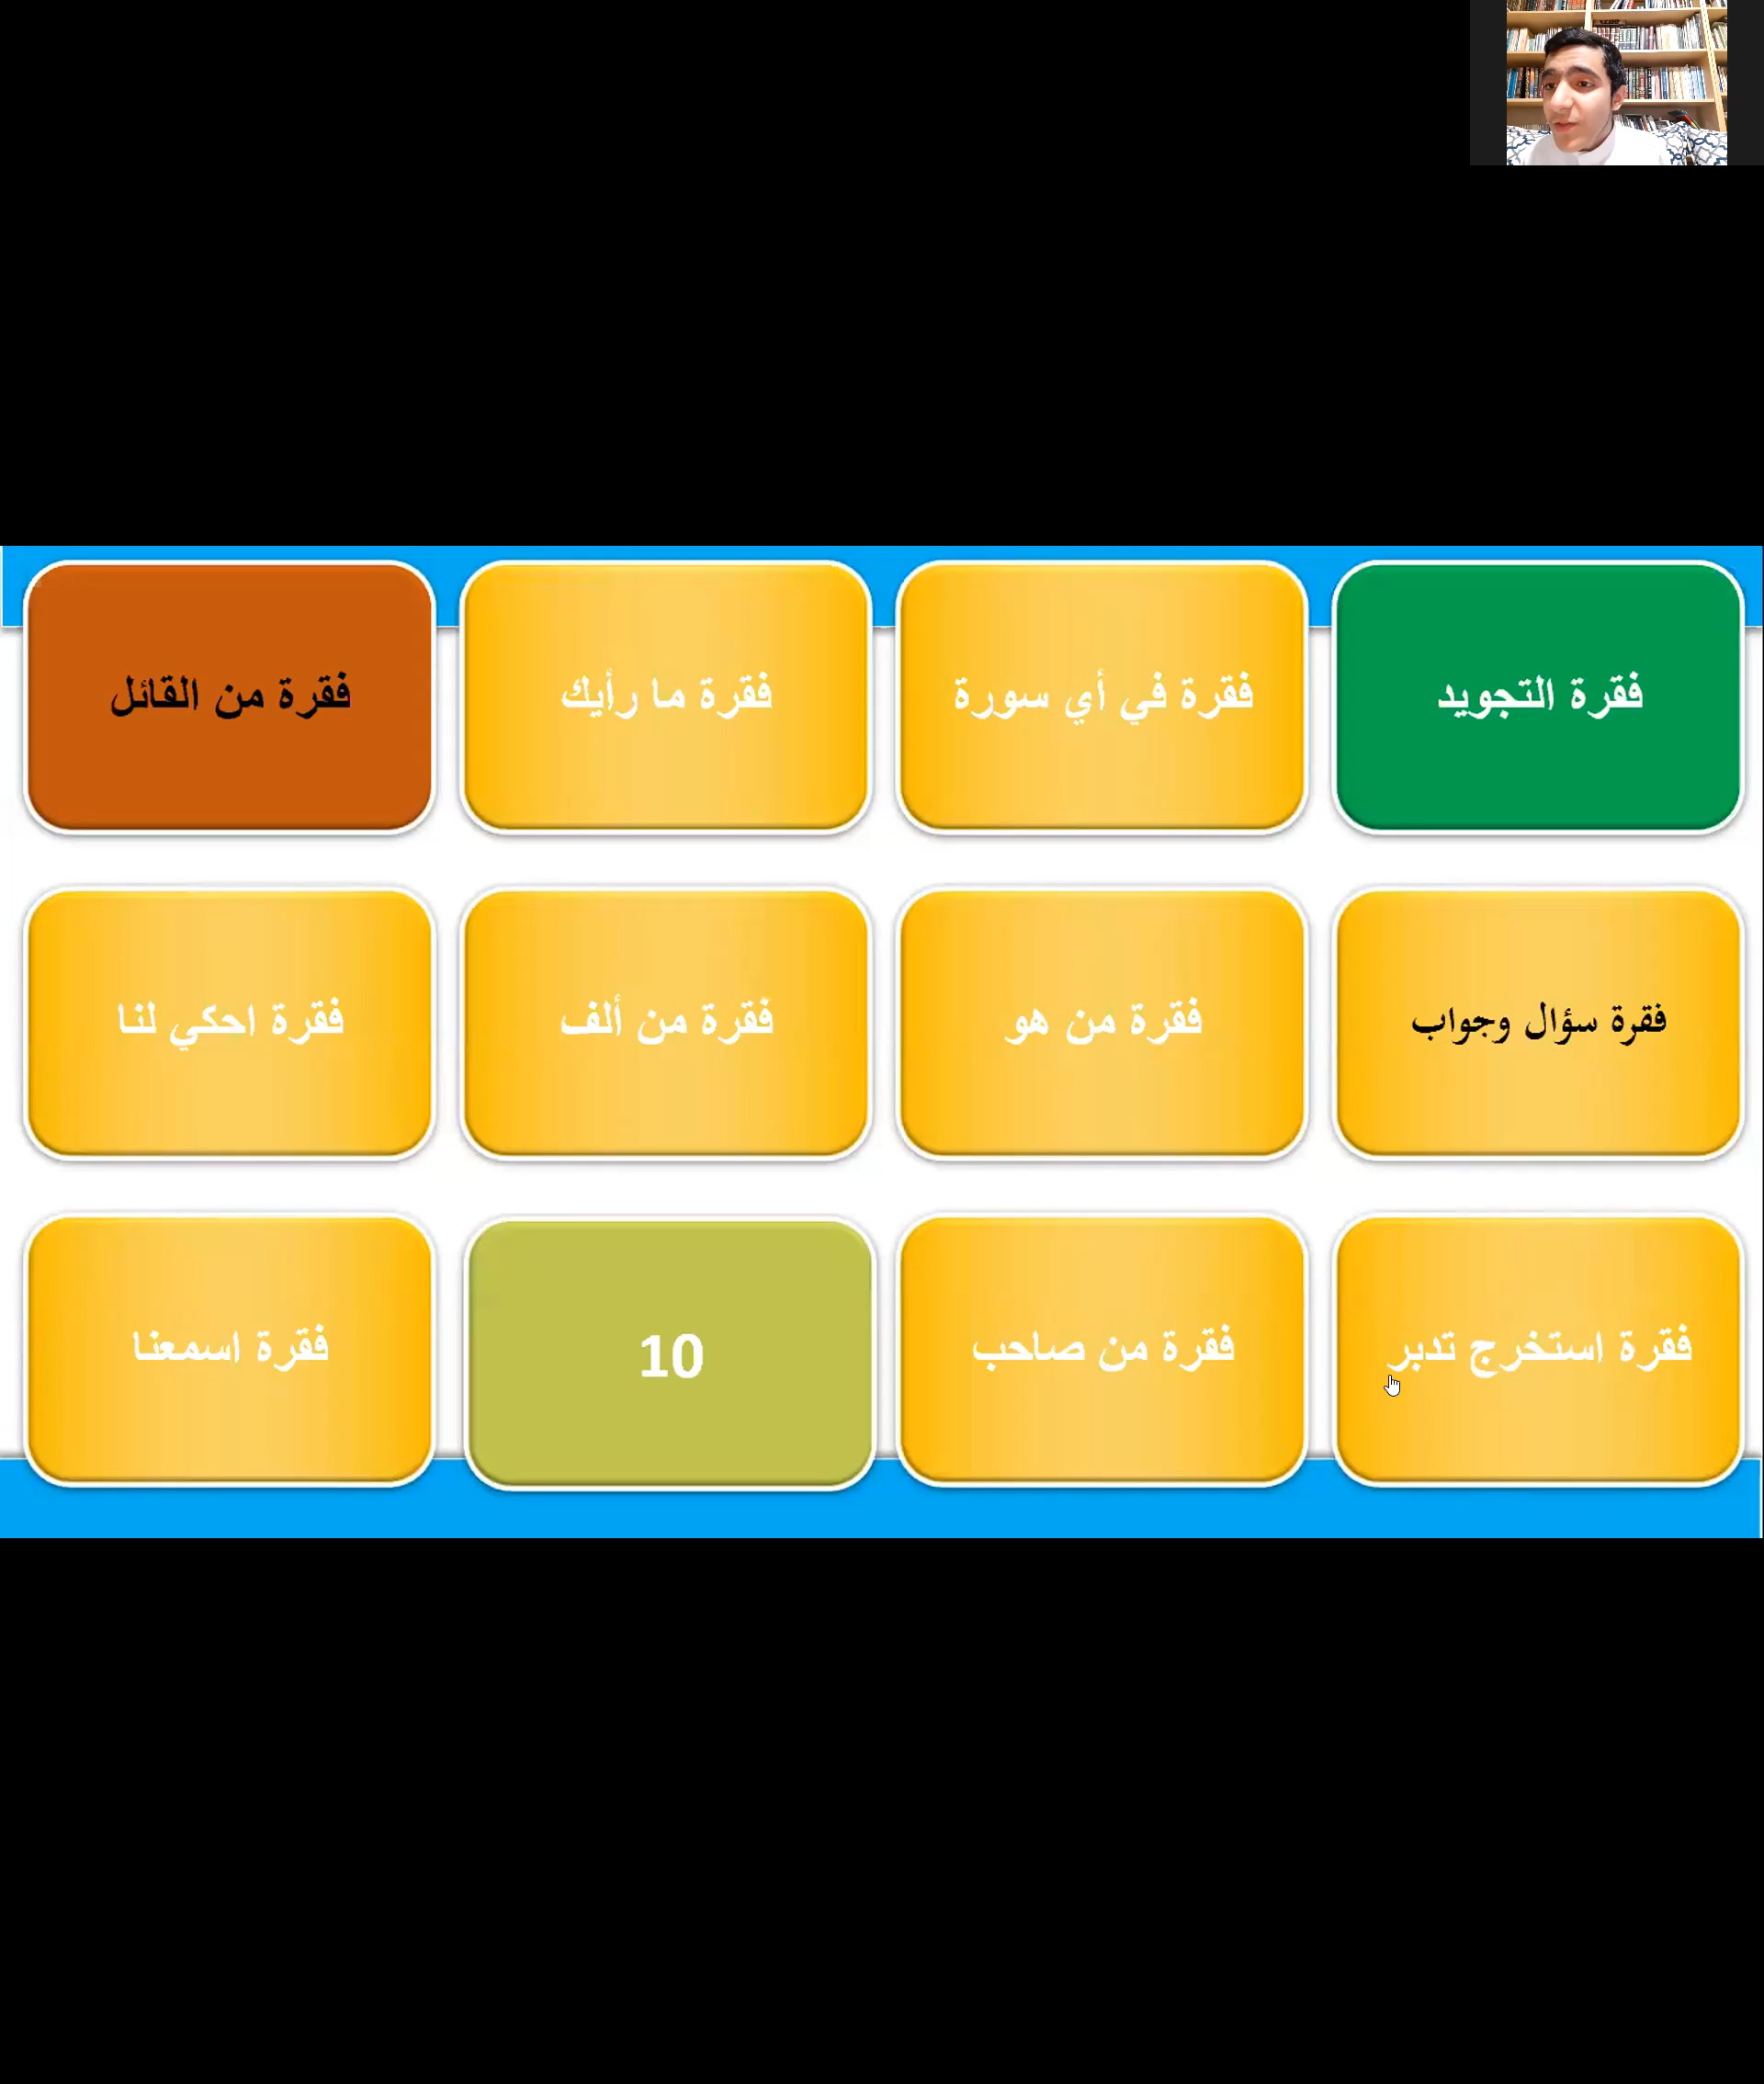 فقرة التجويد
فقرة في أي سورة
فقرة ما رأيك
فقرة من القائل
فقرة سؤال وجواب
فقرة من هو
فقرة من ألف
فقرة احكي لنا
فقرة استخرج تدبر
فقرة من صاحب
10
فقرة اسمعنا